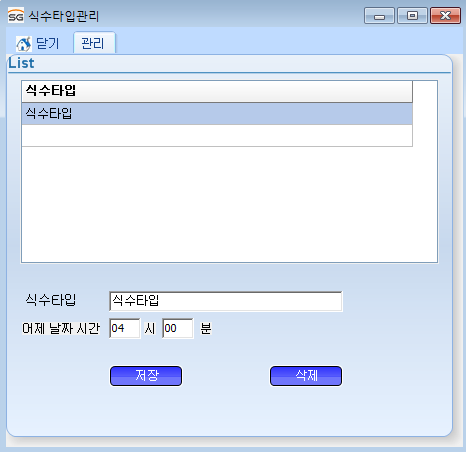 SG 식수타입관리
닫기 관리
List
식수타입
식수타입
식수타입 식수타입
어제 날짜 시간 04 시 00 분
저장 삭제